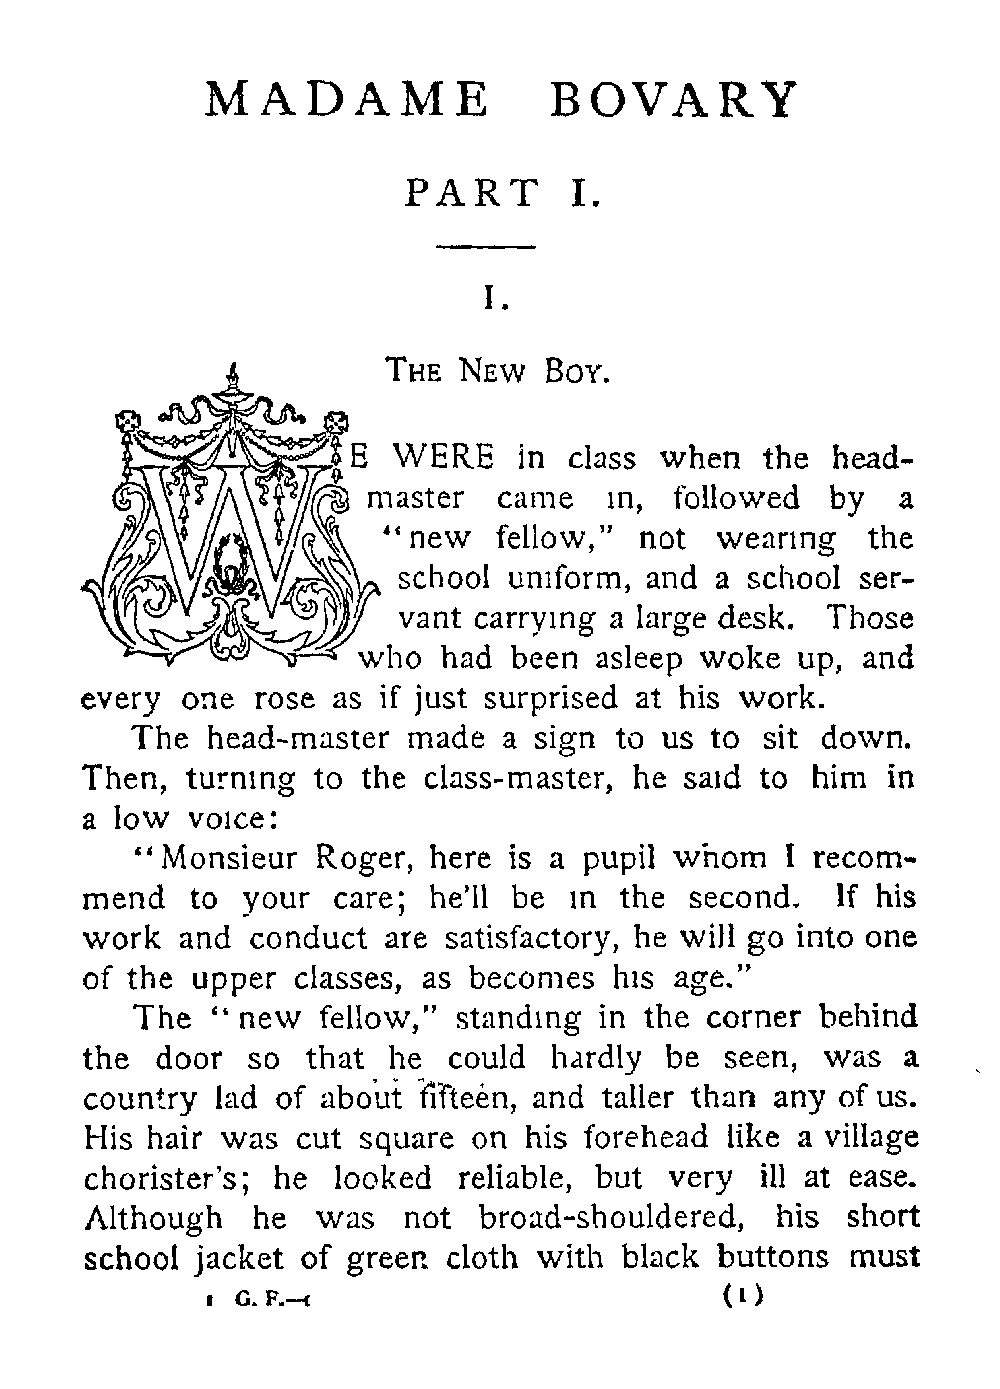 MADAME BOVARY
PART I.
I.
THE NEW BOY.
WE WERE in class when the head-
master came in, followed by a
“new fellow,” not wearing the
school uniform, and a school ser-
vant carrying a large desk. Those
who had been asleep woke up, and
every one rose as if just surprised at his work.
The head-master made a sign to us to sit down.
Then, turning to the class-master, he said to him in
a low voice:
“Monsieur Roger, here is a pupil whom I recom-
mend to your care; he'll be in the second. If his
work and conduct are satisfactory, he will go into one
of the upper classes, as becomes his age.”
The “new fellow,” standing in the corner behind
the door so that he could hardly be seen, was a
country lad of about fifteen, and taller than any of us.
His hair was cut square on his forehead like a village
chorister's; he looked reliable, but very ill at ease.
Although he was not broad-shouldered, his short
school jacket of green cloth with black buttons must
1 G. F.—1 (1)